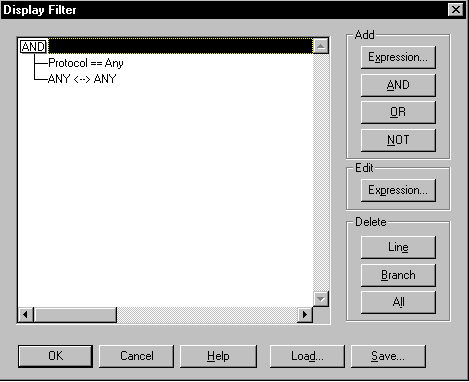 Display Filter
AND
Protocol == Any
ANY <--> ANY
Add
Expression...
AND
OR
NOT
Edit
Expression...
Delete
Line
Branch
All
OK
Cancel
Help
Load...
Save...